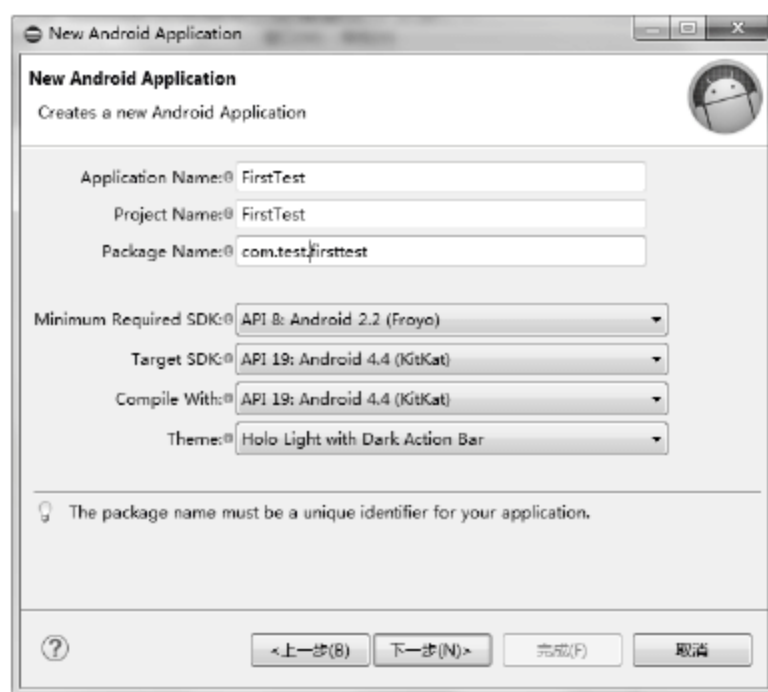 New Android Application
New Android Application
Creates a new Android Application
Application Name: FirstTest
Project Name: FirstTest
Package Name: com.test.firsttest
Minimum Required SDK: API 8: Android 2.2 (Froyo)
Target SDK: API 19: Android 4.4 (KitKat)
Compile With: API 19: Android 4.4 (KitKat)
Theme: Holo Light with Dark Action Bar
The package name must be a unique identifier for your application.
? <上一步(B) 下一步(N)> 完成(F) 取消